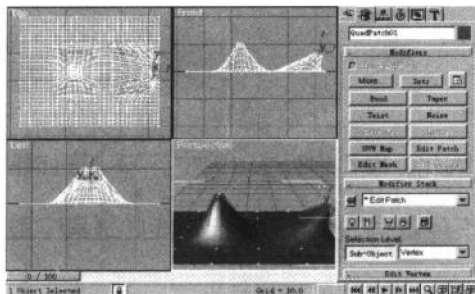 Front
QuadPatch01
Modifiers
More...
Sets
Bend
Taper
Twist
Noise
UVW Map
Edit Patch
Edit Mesh
Left
Perspective
Modifier Stack
Edit Patch
Selection Level:
Sub-Object
Vertex
Edit Vertex
0 / 100
1 Object Selected
Grid = 10.0